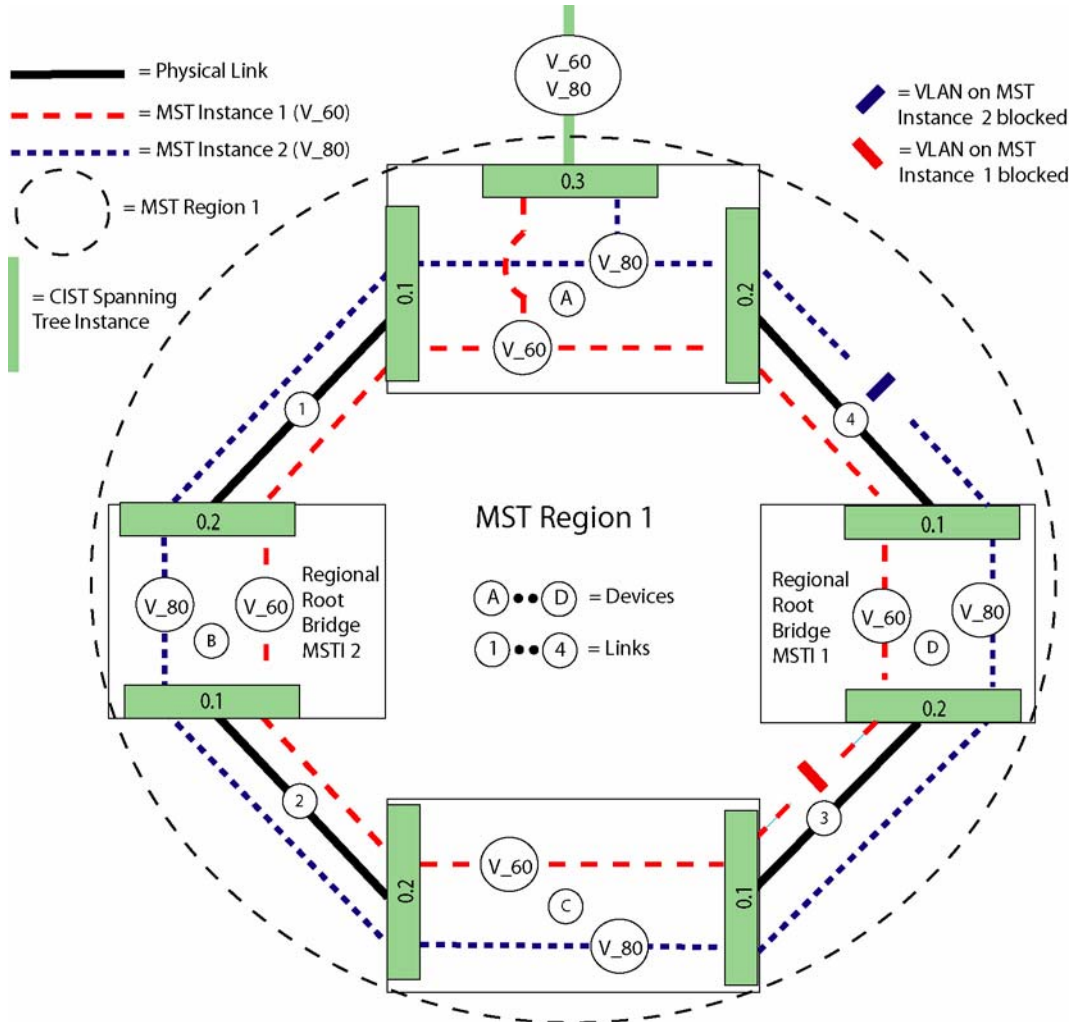 V_60
V_80
= Physical Link
= MST Instance 1 (V_60)
= MST Instance 2 (V_80)
= MST Region 1
= CIST Spanning
Tree Instance
= VLAN on MST
Instance 2 blocked
= VLAN on MST
Instance 1 blocked
0.3
0.1
0.2
V_80
A
V_60
1
4
0.2
V_80
V_60
B
Regional
Root
Bridge
MSTI 2
0.1
MST Region 1
A
D
= Devices
1
4
= Links
0.1
Regional
Root
Bridge
MSTI 1
V_60
V_80
D
0.2
2
3
0.2
V_60
C
V_80
0.1